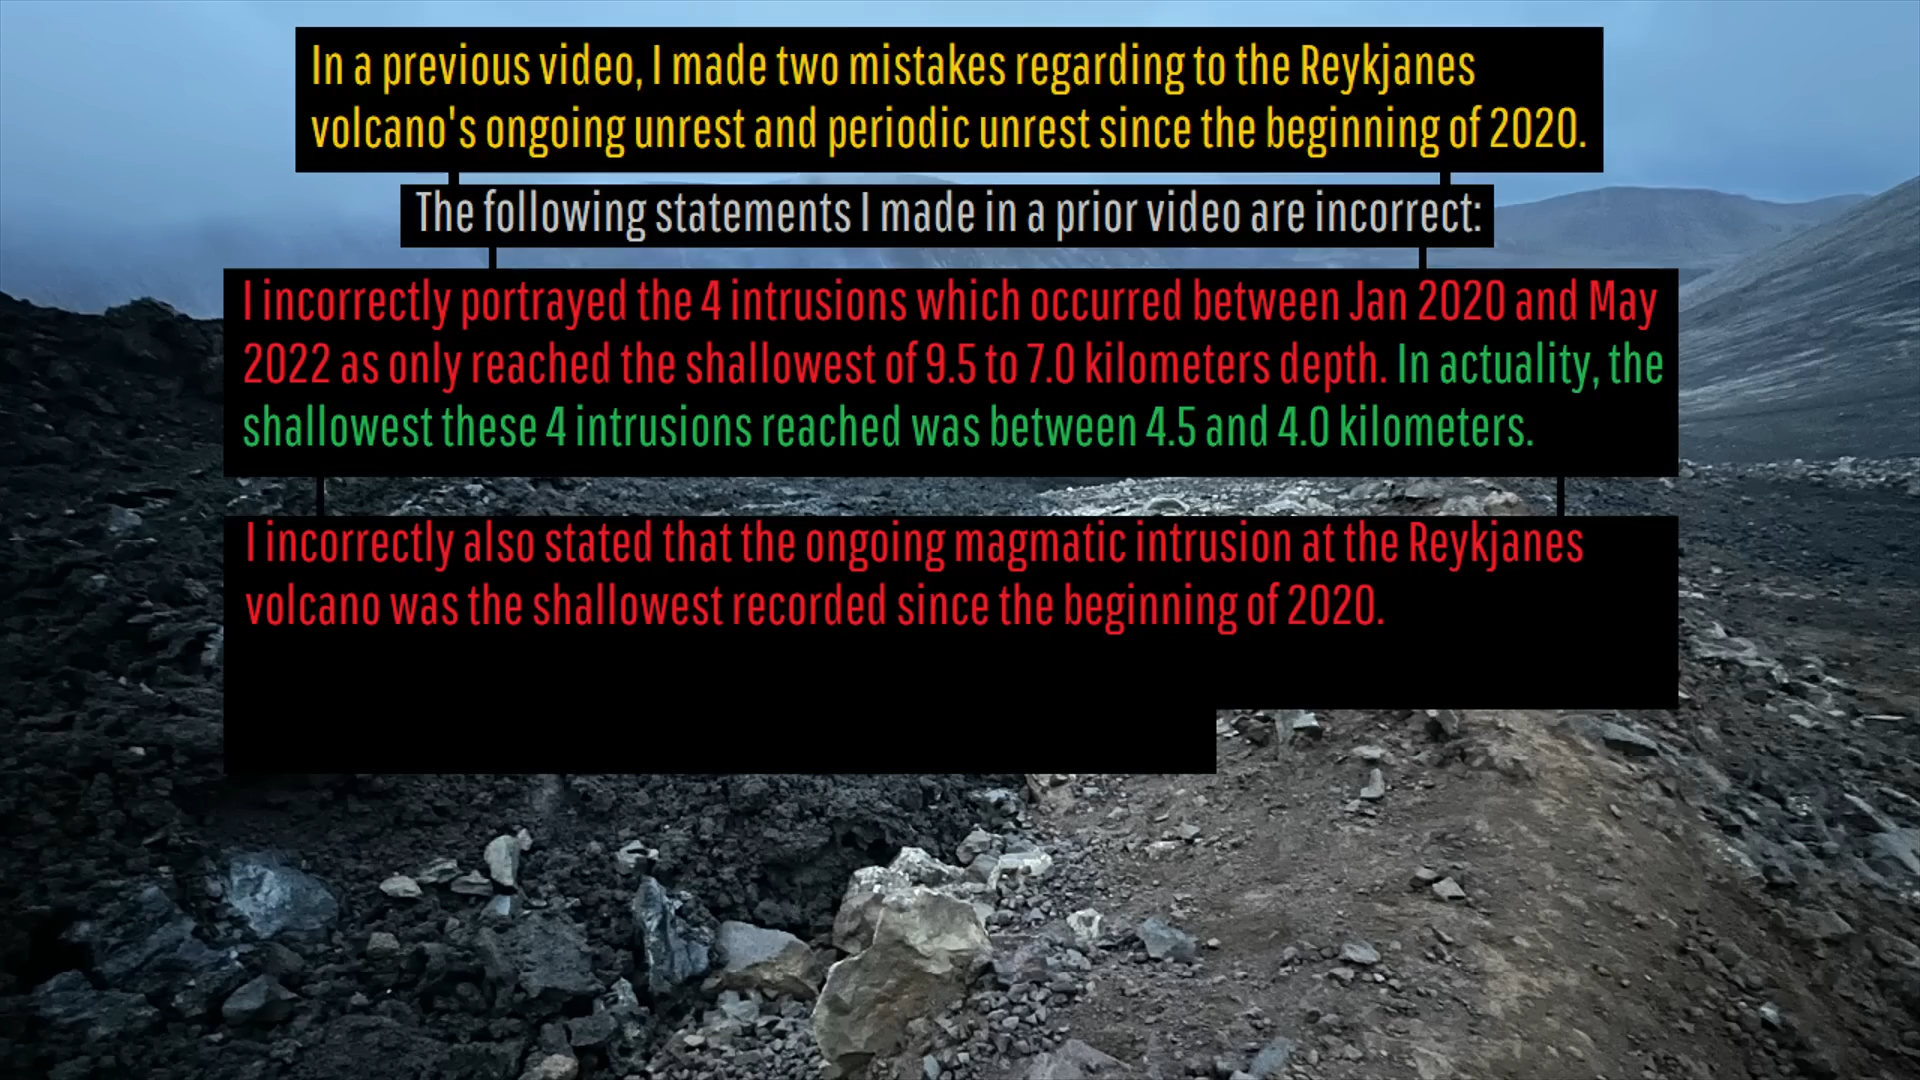 In a previous video, I made two mistakes regarding to the Reykjanes
volcano's ongoing unrest and periodic unrest since the beginning of 2020.
The following statements I made in a prior video are incorrect:
I incorrectly portrayed the 4 intrusions which occurred between Jan 2020 and May
2022 as only reached the shallowest of 9.5 to 7.0 kilometers depth. In actuality, the
shallowest these 4 intrusions reached was between 4.5 and 4.0 kilometers.
I incorrectly also stated that the ongoing magmatic intrusion at the Reykjanes
volcano was the shallowest recorded since the beginning of 2020.